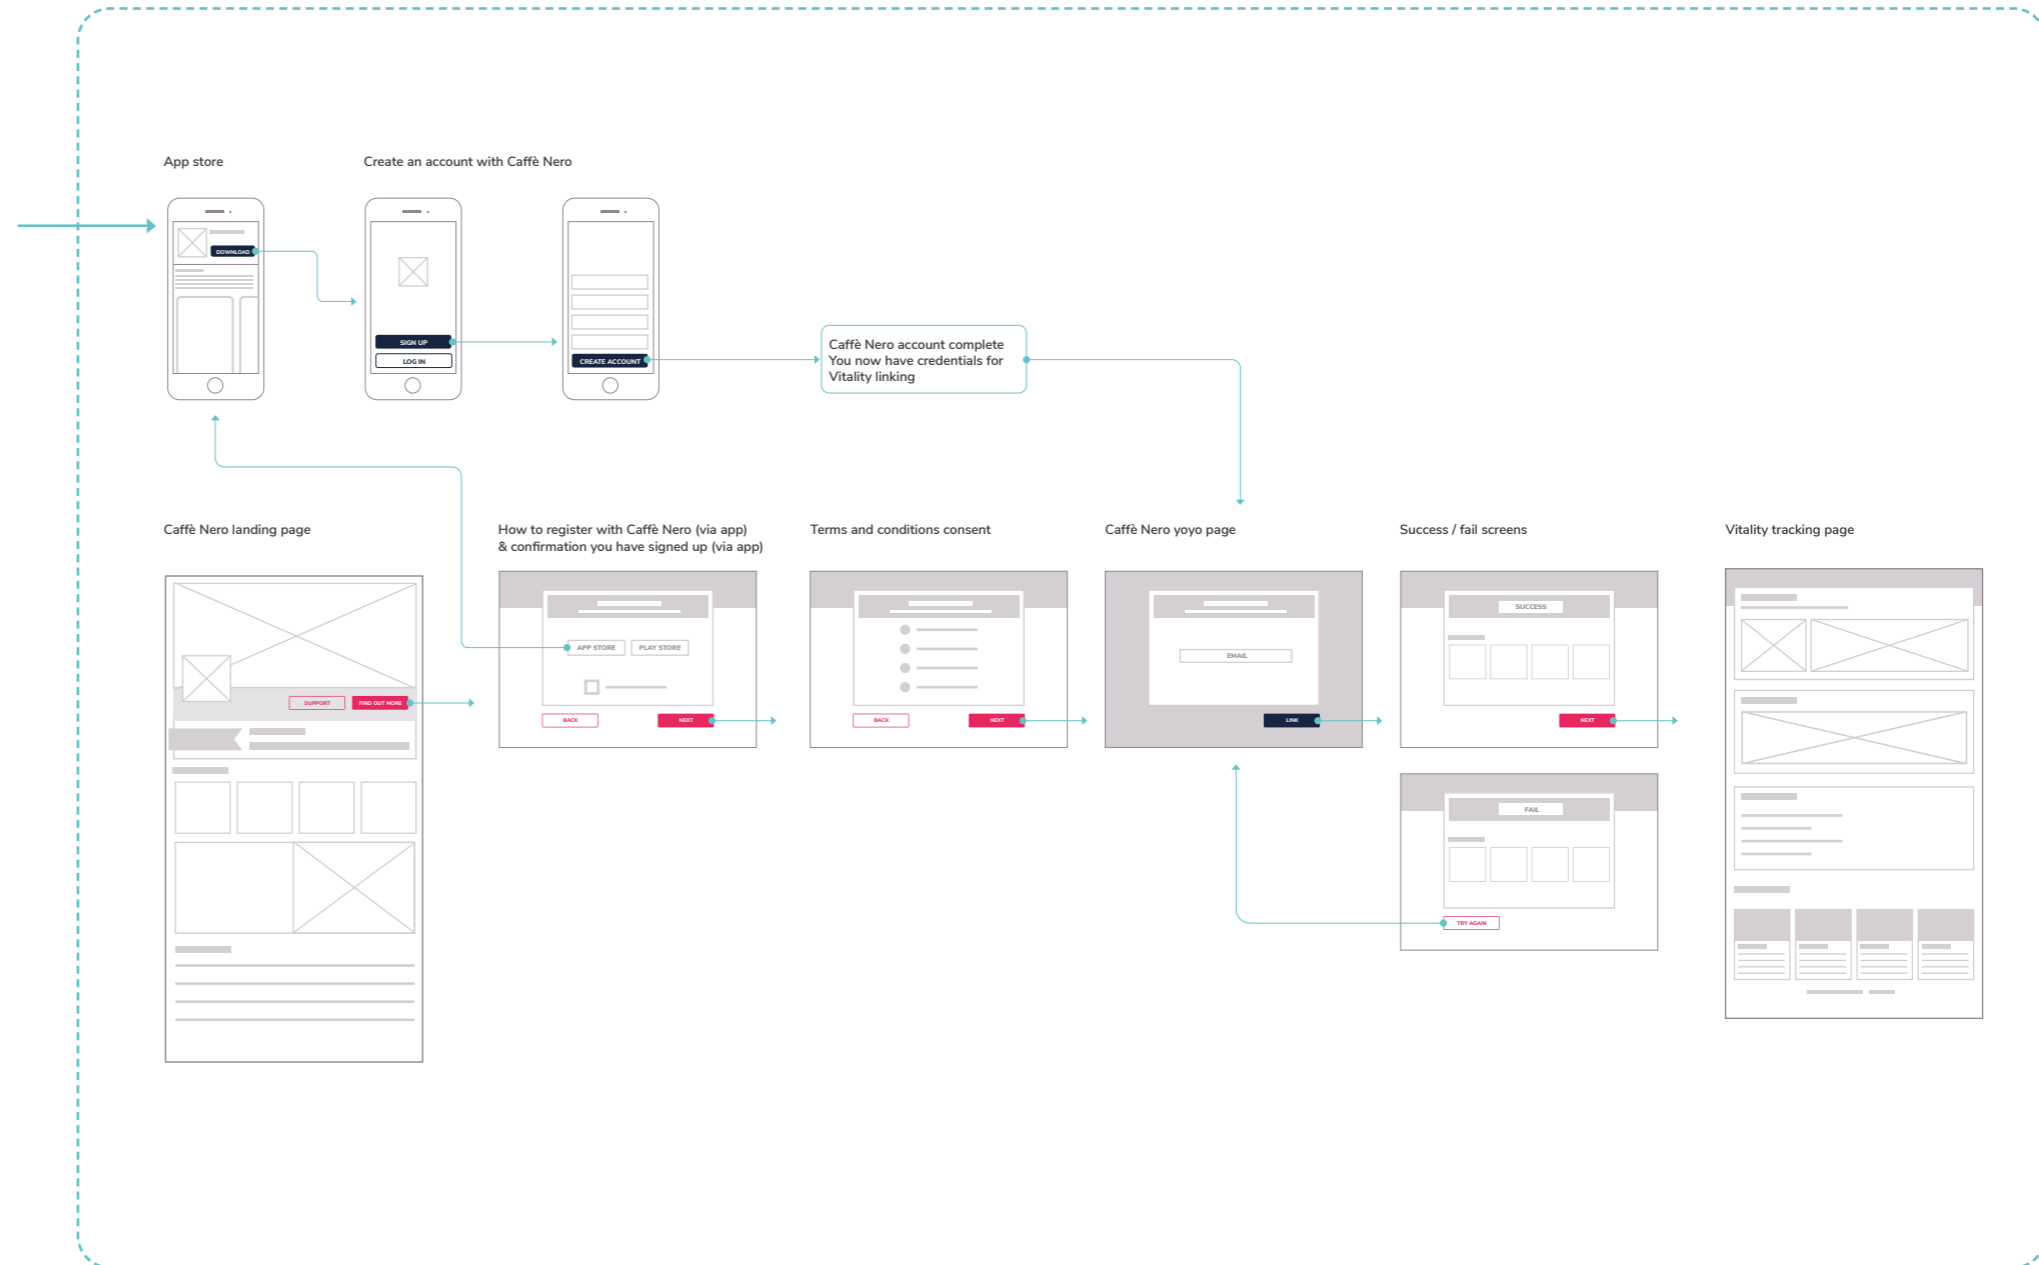 App store
Create an account with Caffè Nero
DOWNLOAD
SIGN UP
LOG IN
CREATE ACCOUNT
Caffè Nero account complete
You now have credentials for
Vitality linking
Caffè Nero landing page
SUPPORT
FIND OUT MORE
How to register with Caffè Nero (via app)
& confirmation you have signed up (via app)
APP STORE
PLAY STORE
BACK
NEXT
Terms and conditions consent
BACK
NEXT
Caffè Nero yoyo page
EMAIL
LINK
Success / fail screens
SUCCESS
NEXT
FAIL
TRY AGAIN
Vitality tracking page